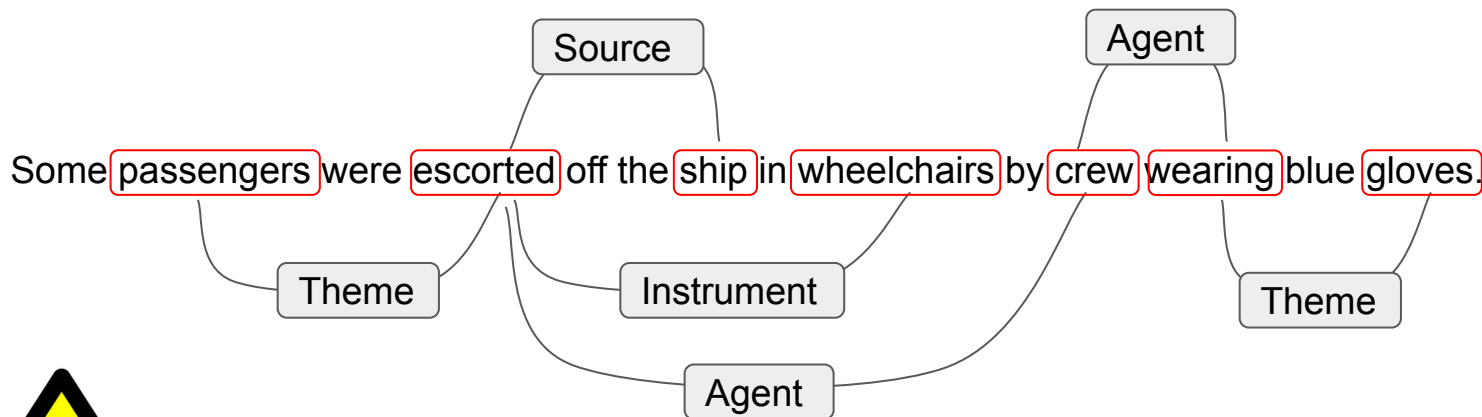 Source
Agent
Some passengers were escorted off the ship in wheelchairs by crew wearing blue gloves.
Theme
Instrument
Theme
Agent